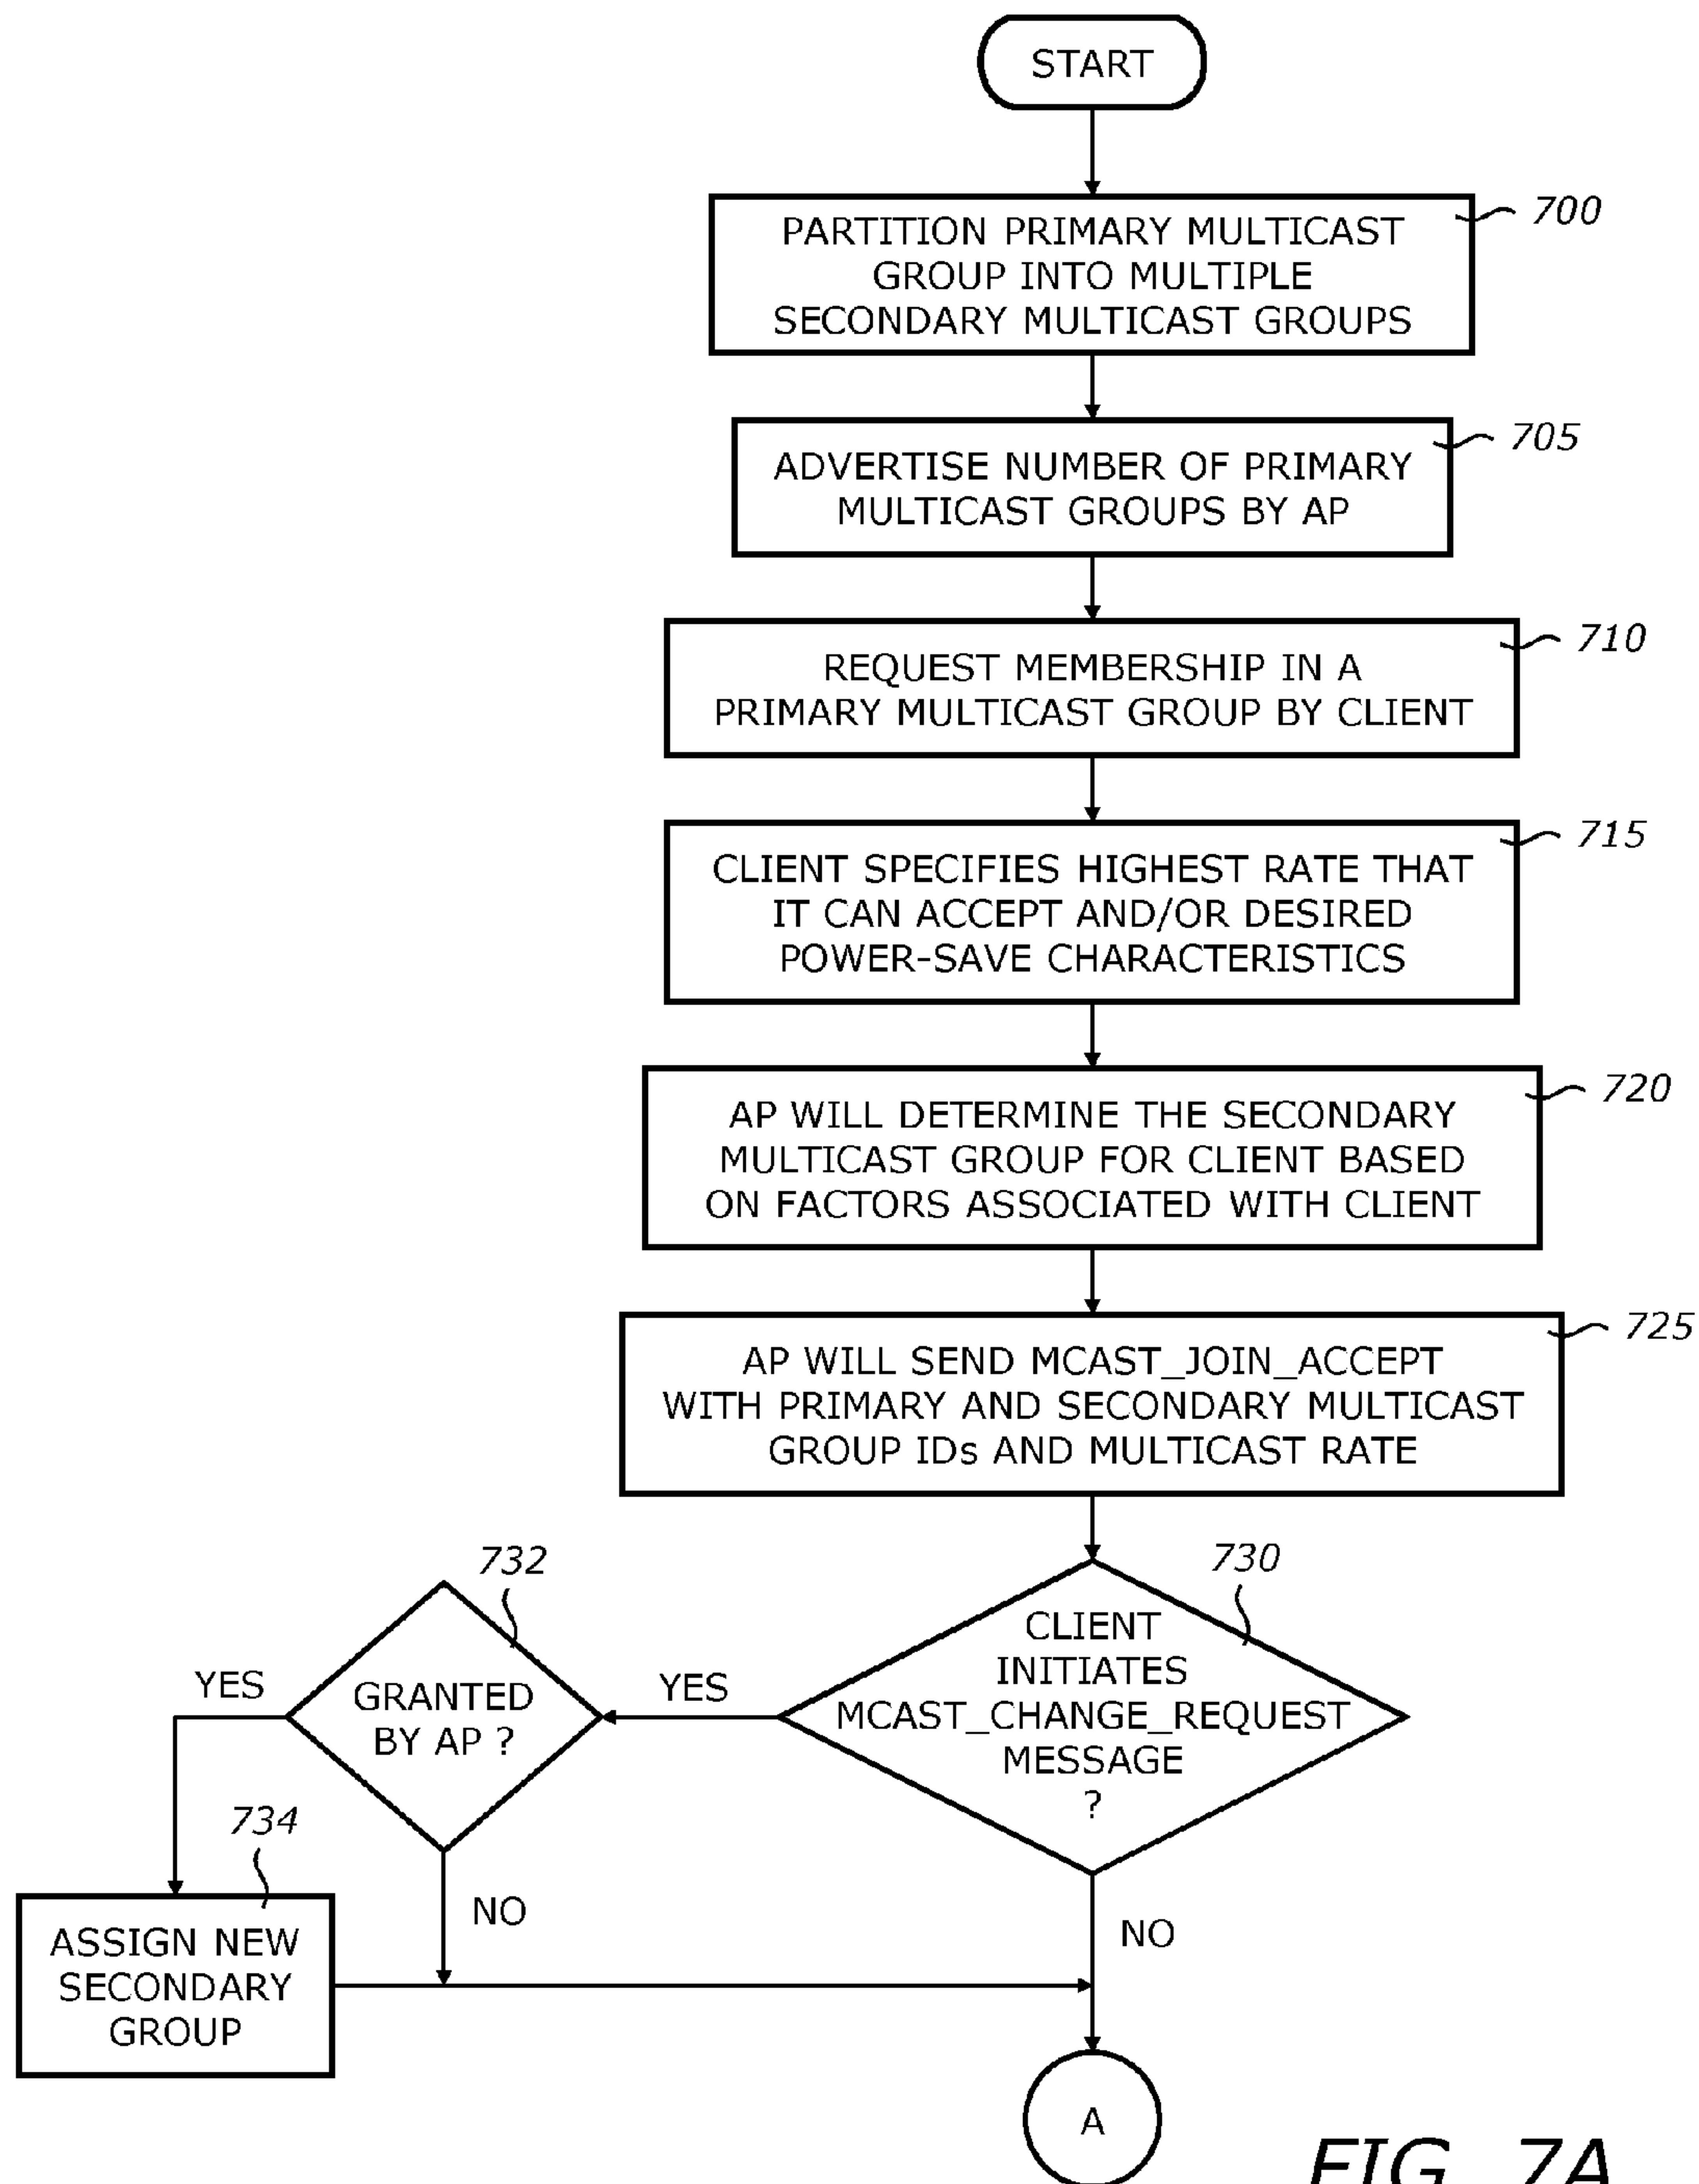 START
PARTITION PRIMARY MULTICAST
GROUP INTO MULTIPLE
SECONDARY MULTICAST GROUPS
700
ADVERTISE NUMBER OF PRIMARY
MULTICAST GROUPS BY AP
705
REQUEST MEMBERSHIP IN A
PRIMARY MULTICAST GROUP BY CLIENT
710
CLIENT SPECIFIES HIGHEST RATE THAT
IT CAN ACCEPT AND/OR DESIRED
POWER-SAVE CHARACTERISTICS
715
AP WILL DETERMINE THE SECONDARY
MULTICAST GROUP FOR CLIENT BASED
ON FACTORS ASSOCIATED WITH CLIENT
720
AP WILL SEND MCAST_JOIN_ACCEPT
WITH PRIMARY AND SECONDARY MULTICAST
GROUP IDs AND MULTICAST RATE
725
730
CLIENT
INITIATES
MCAST_CHANGE_REQUEST
MESSAGE
?
YES
NO
732
GRANTED
BY AP ?
YES
NO
734
ASSIGN NEW
SECONDARY
GROUP
A
FIG. 7A